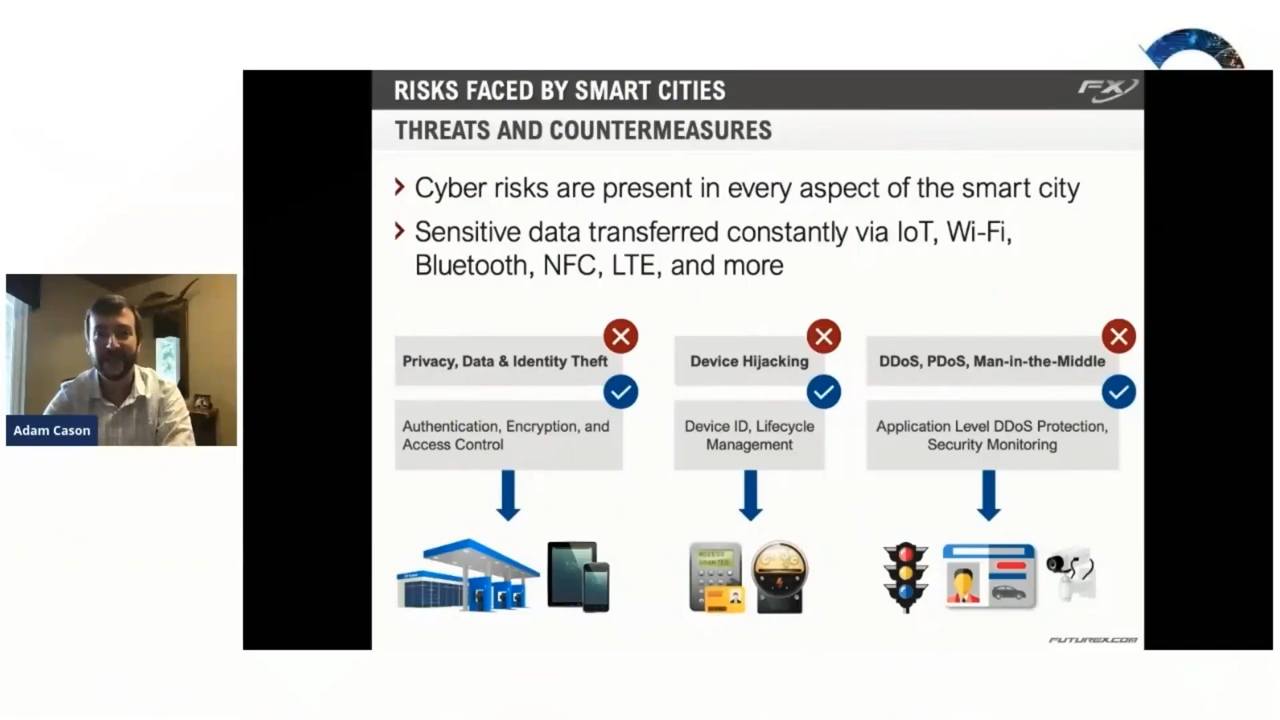 RISKS FACED BY SMART CITIES
FX
THREATS AND COUNTERMEASURES
Cyber risks are present in every aspect of the smart city
Sensitive data transferred constantly via IoT, Wi-Fi,
Bluetooth, NFC, LTE, and more
Privacy, Data & Identity Theft
Device Hijacking
DDoS, PDoS, Man-in-the-Middle
Authentication, Encryption, and
Access Control
Device ID, Lifecycle
Management
Application Level DDoS Protection,
Security Monitoring
ACCESS
GRANTED
Adam Cason
FUTUREX.COM